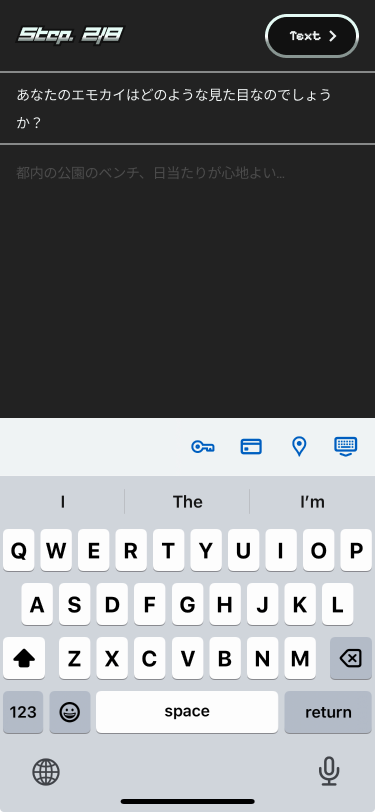 Step. 2/8
Text
あなたのエモカイはどのような見た目なのでしょう
か？
都内の公園のベンチ、日当たりが心地よい...
I The I'm
Q W E R T Y U I O P
A S D F G H J K L
Z X C V B N M
123 space return